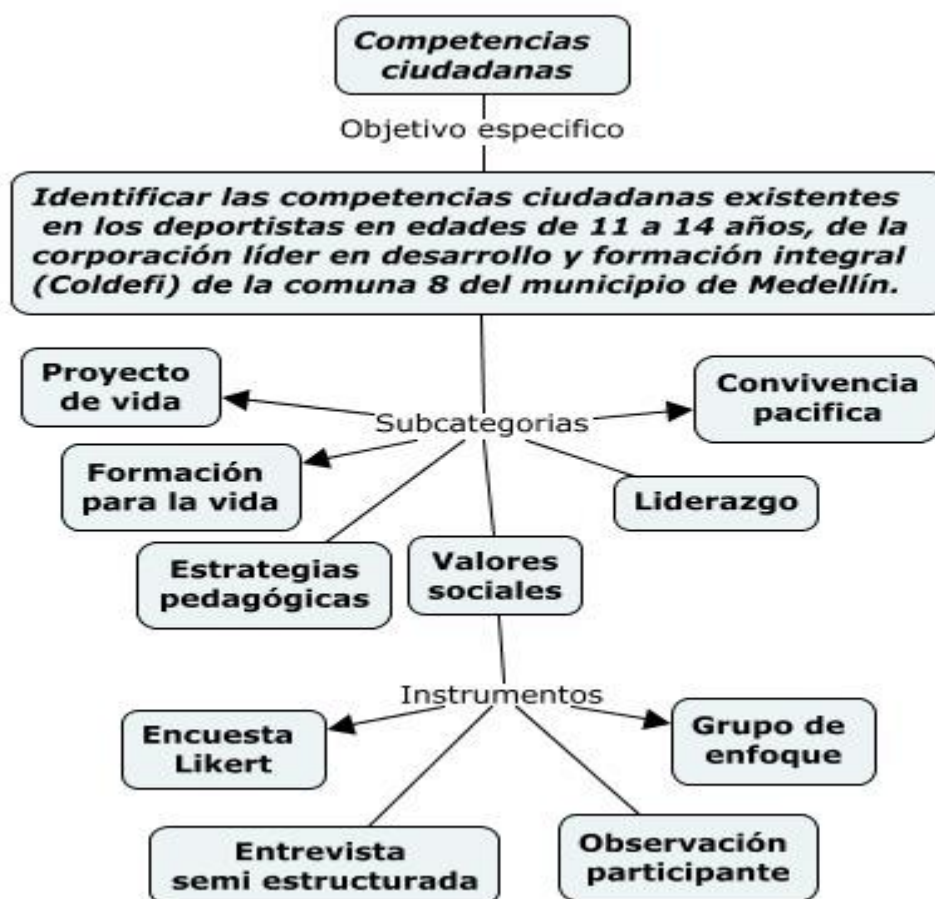 Competencias
ciudadanas
Objetivo especifico
Identificar las competencias ciudadanas existentes
en los deportistas en edades de 11 a 14 años, de la
corporación líder en desarrollo y formación integral
(Coldefi) de la comuna 8 del municipio de Medellín.
Proyecto
de vida
Convivencia
pacifica
Subcategorias
Formación
para la vida
Liderazgo
Estrategias
pedagógicas
Valores
sociales
Instrumentos
Encuesta
Likert
Grupo de
enfoque
Entrevista
semi estructurada
Observación
participante